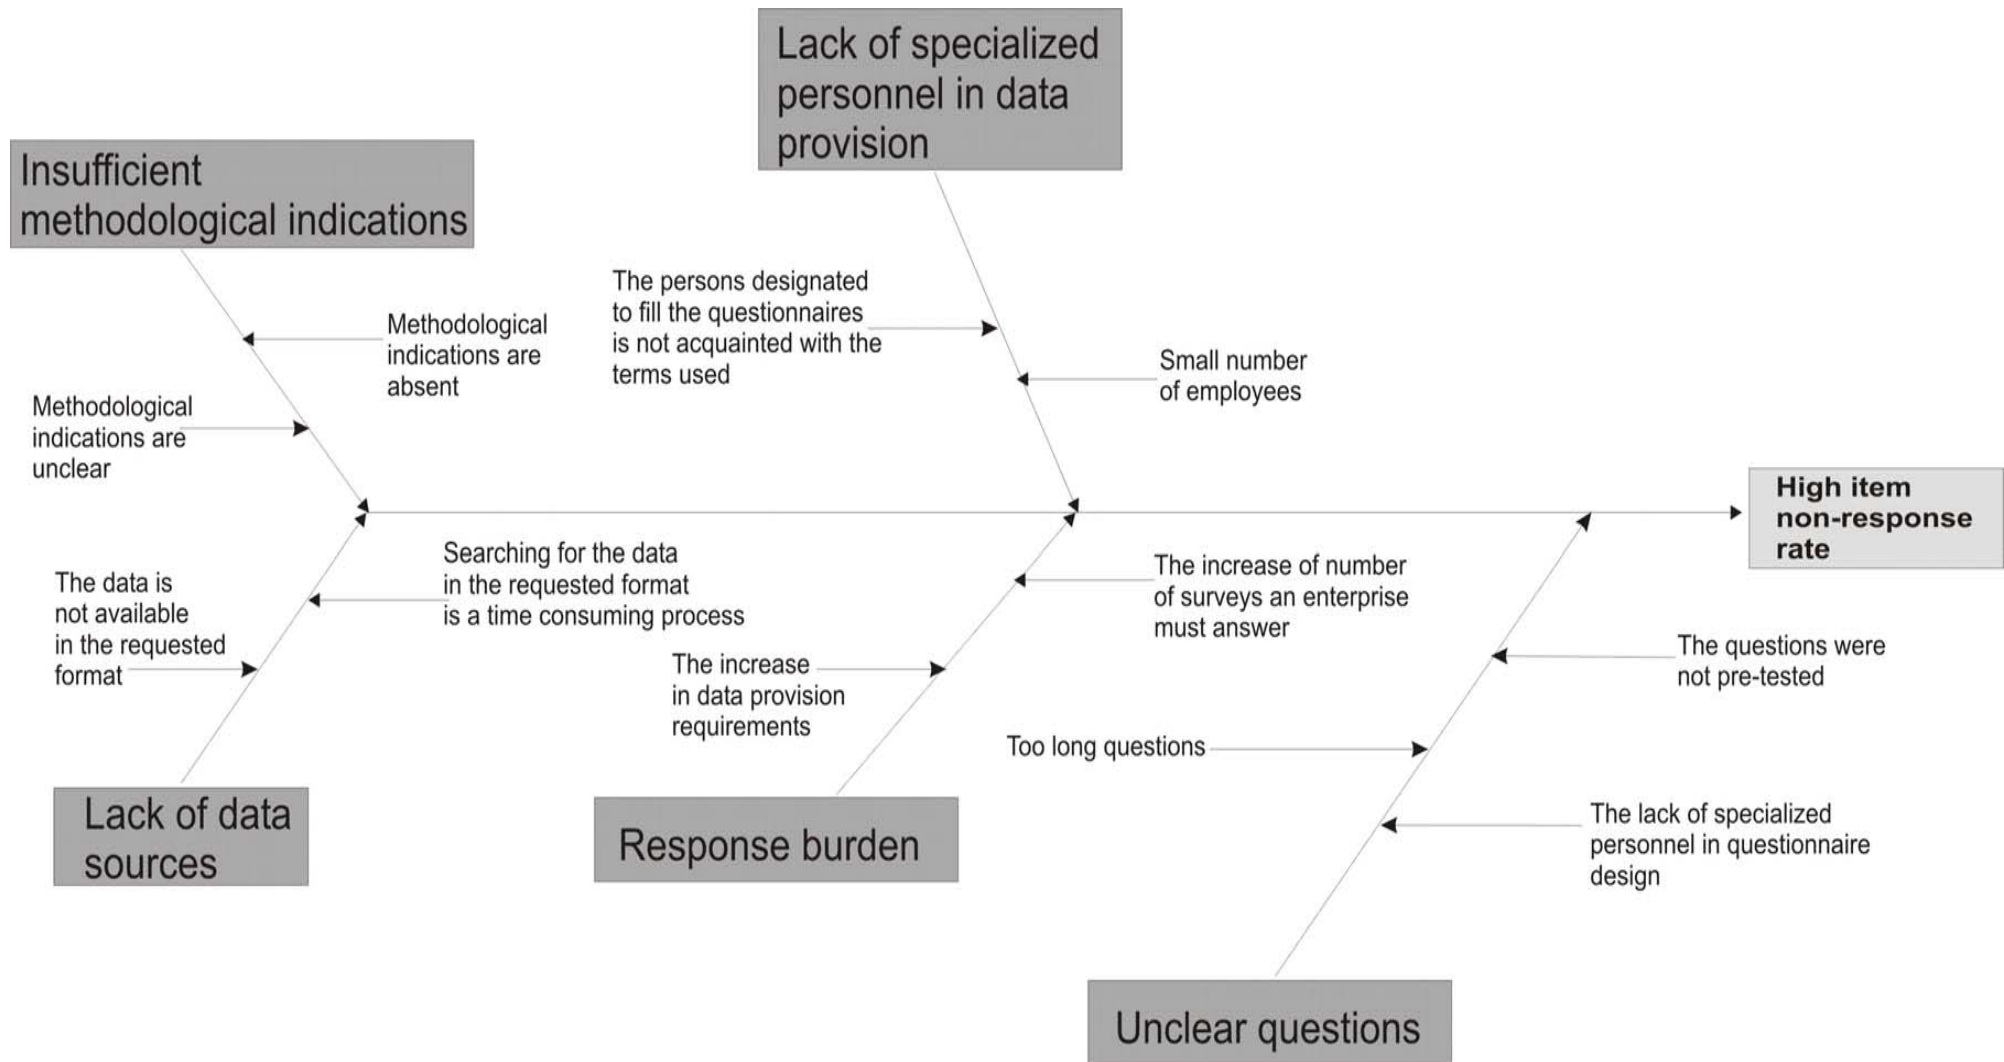 Lack of specialized
personnel in data
provision
Insufficient
methodological indications
The persons designated
to fill the questionnaires
is not acquainted with the
terms used
Methodological
indications are
absent
Small number
of employees
Methodological
indications are
unclear
High item
non-response
rate
Searching for the data
in the requested format
is a time consuming process
The data is
not available
in the requested
format
The increase of number
of surveys an enterprise
must answer
The increase
in data provision
requirements
The questions were
not pre-tested
Too long questions
Lack of data
sources
Response burden
The lack of specialized
personnel in questionnaire
design
Unclear questions